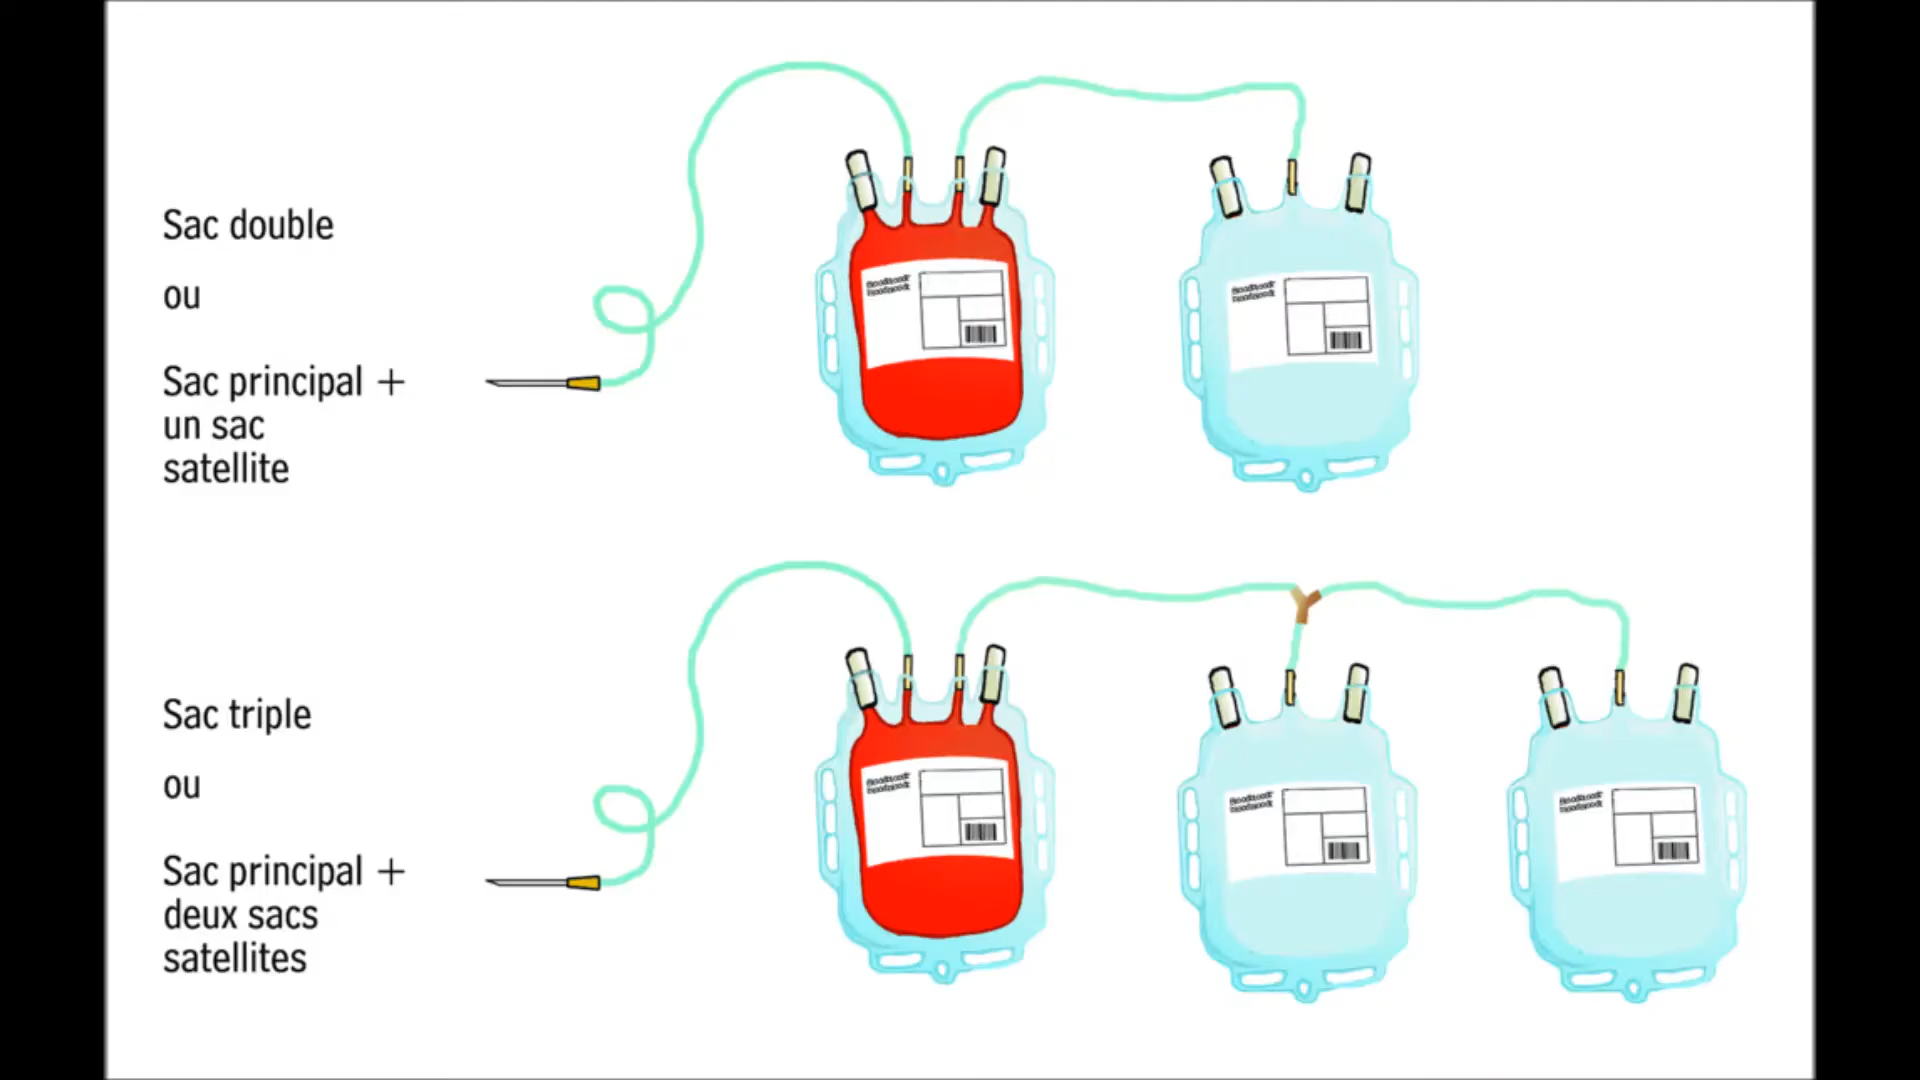 Sac double
ou
Sac principal +
un sac
satellite
Sac triple
ou
Sac principal +
deux sacs
satellites